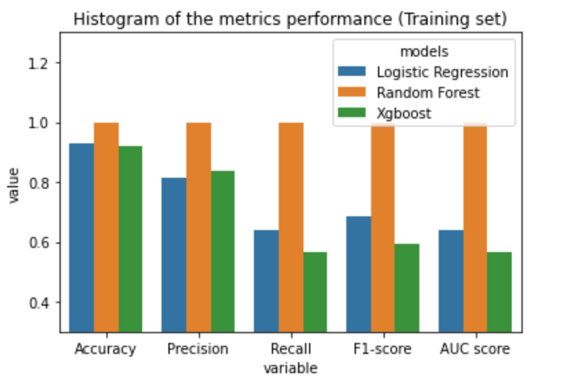 Histogram of the metrics performance (Training set)
models
Logistic Regression
Random Forest
Xgboost
value
1.2
1.0
0.8
0.6
0.4
Accuracy Precision Recall F1-score AUC score
variable